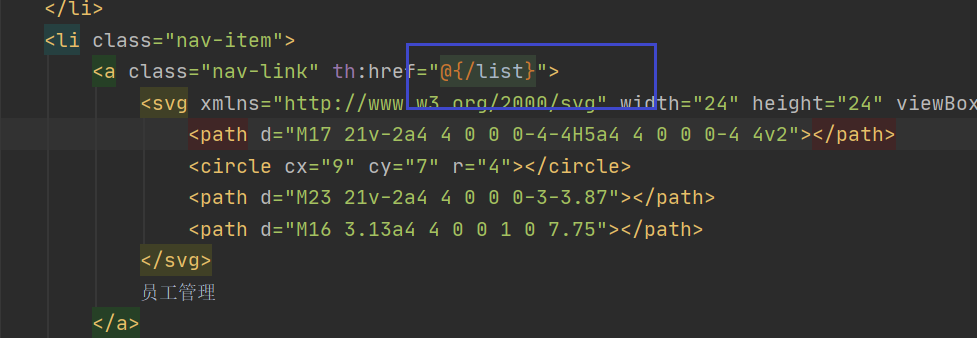 </li>
<li class="nav-item">
<a class="nav-link" th:href="@{/list}">
<svg xmlns="http://www.w3.org/2000/svg" width="24" height="24" viewBox
<path d="M17 21v-2a4 4 0 0 0-4-4H5a4 4 0 0 0-4 4v2"></path>
<circle cx="9" cy="7" r="4"></circle>
<path d="M23 21v-2a4 4 0 0 0-3-3.87"></path>
<path d="M16 3.13a4 4 0 0 1 0 7.75"></path>
</svg>
员工管理
</a>